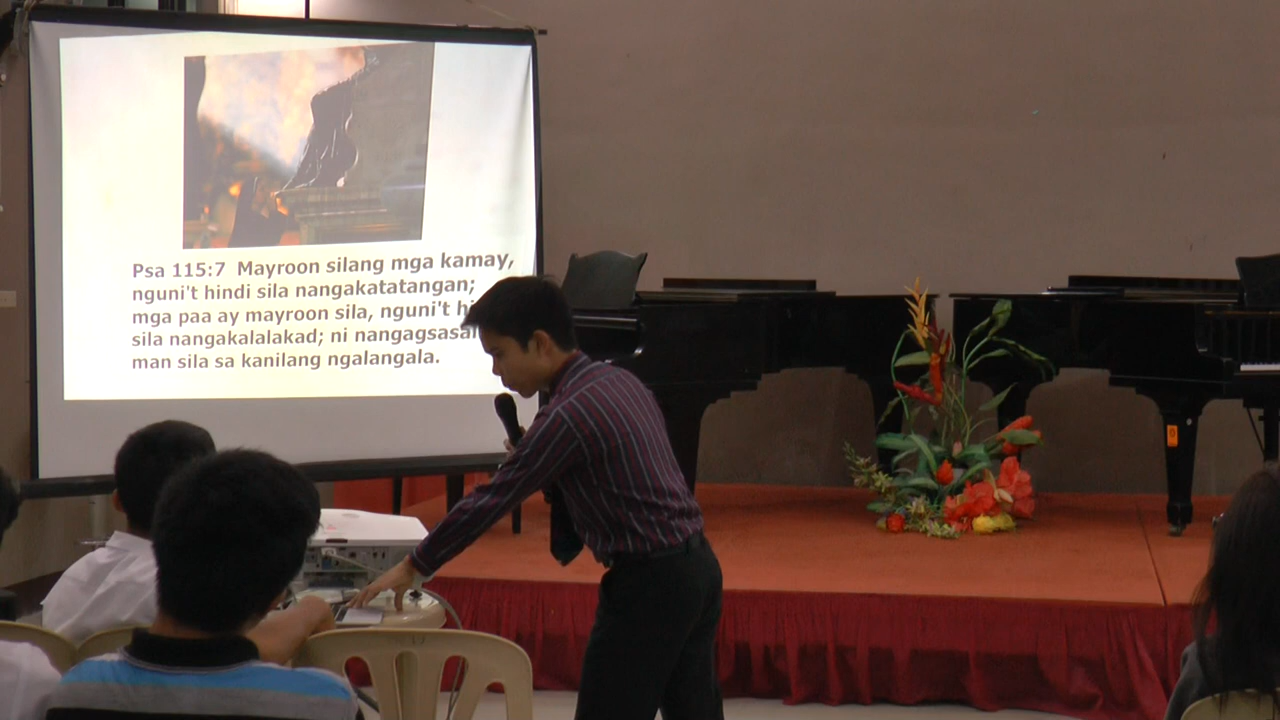 Psa 115:7 Mayroon silang mga kamay,
nguni't hindi sila nangakatatangan;
mga paa ay mayroon sila, nguni't
sila nangakalalakad; ni
man sila sa kanilang ngalangala.